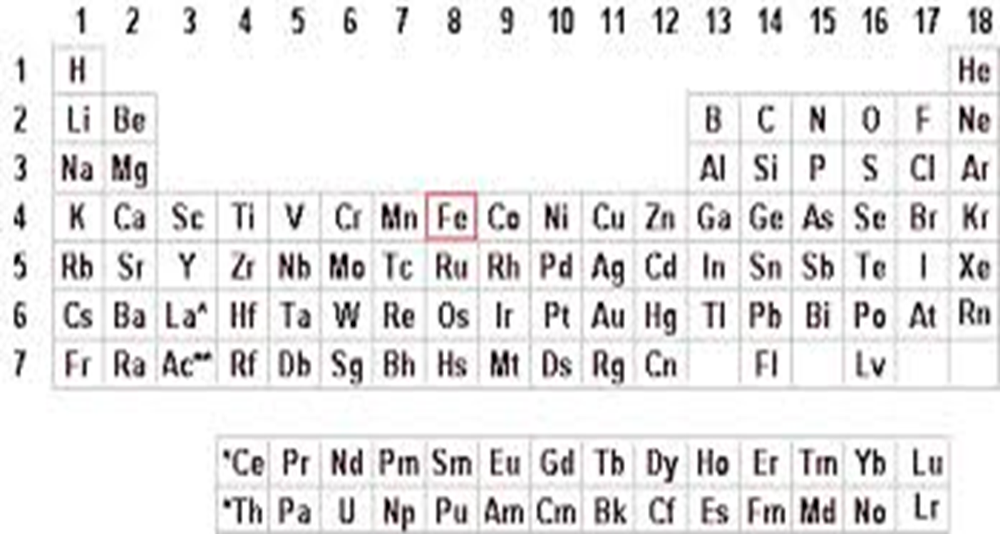 1 2 3 4 5 6 7 8 9 10 11 12 13 14 15 16 17 18
1 H He
2 Li Be B C N O F Ne
3 Na Mg Al Si P S Cl Ar
4 K Ca Sc Ti V Cr Mn Fe Co Ni Cu Zn Ga Ge As Se Br Kr
5 Rb Sr Y Zr Nb Mo Tc Ru Rh Pd Ag Cd In Sn Sb Te I Xe
6 Cs Ba La^ Hf Ta W Re Os Ir Pt Au Hg Tl Pb Bi Po At Rn
7 Fr Ra Ac** Rf Db Sg Bh Hs Mt Ds Rg Cn Fl Lv
*Ce Pr Nd Pm Sm Eu Gd Tb Dy Ho Er Tm Yb Lu
*Th Pa U Np Pu Am Cm Bk Cf Es Fm Md No Lr